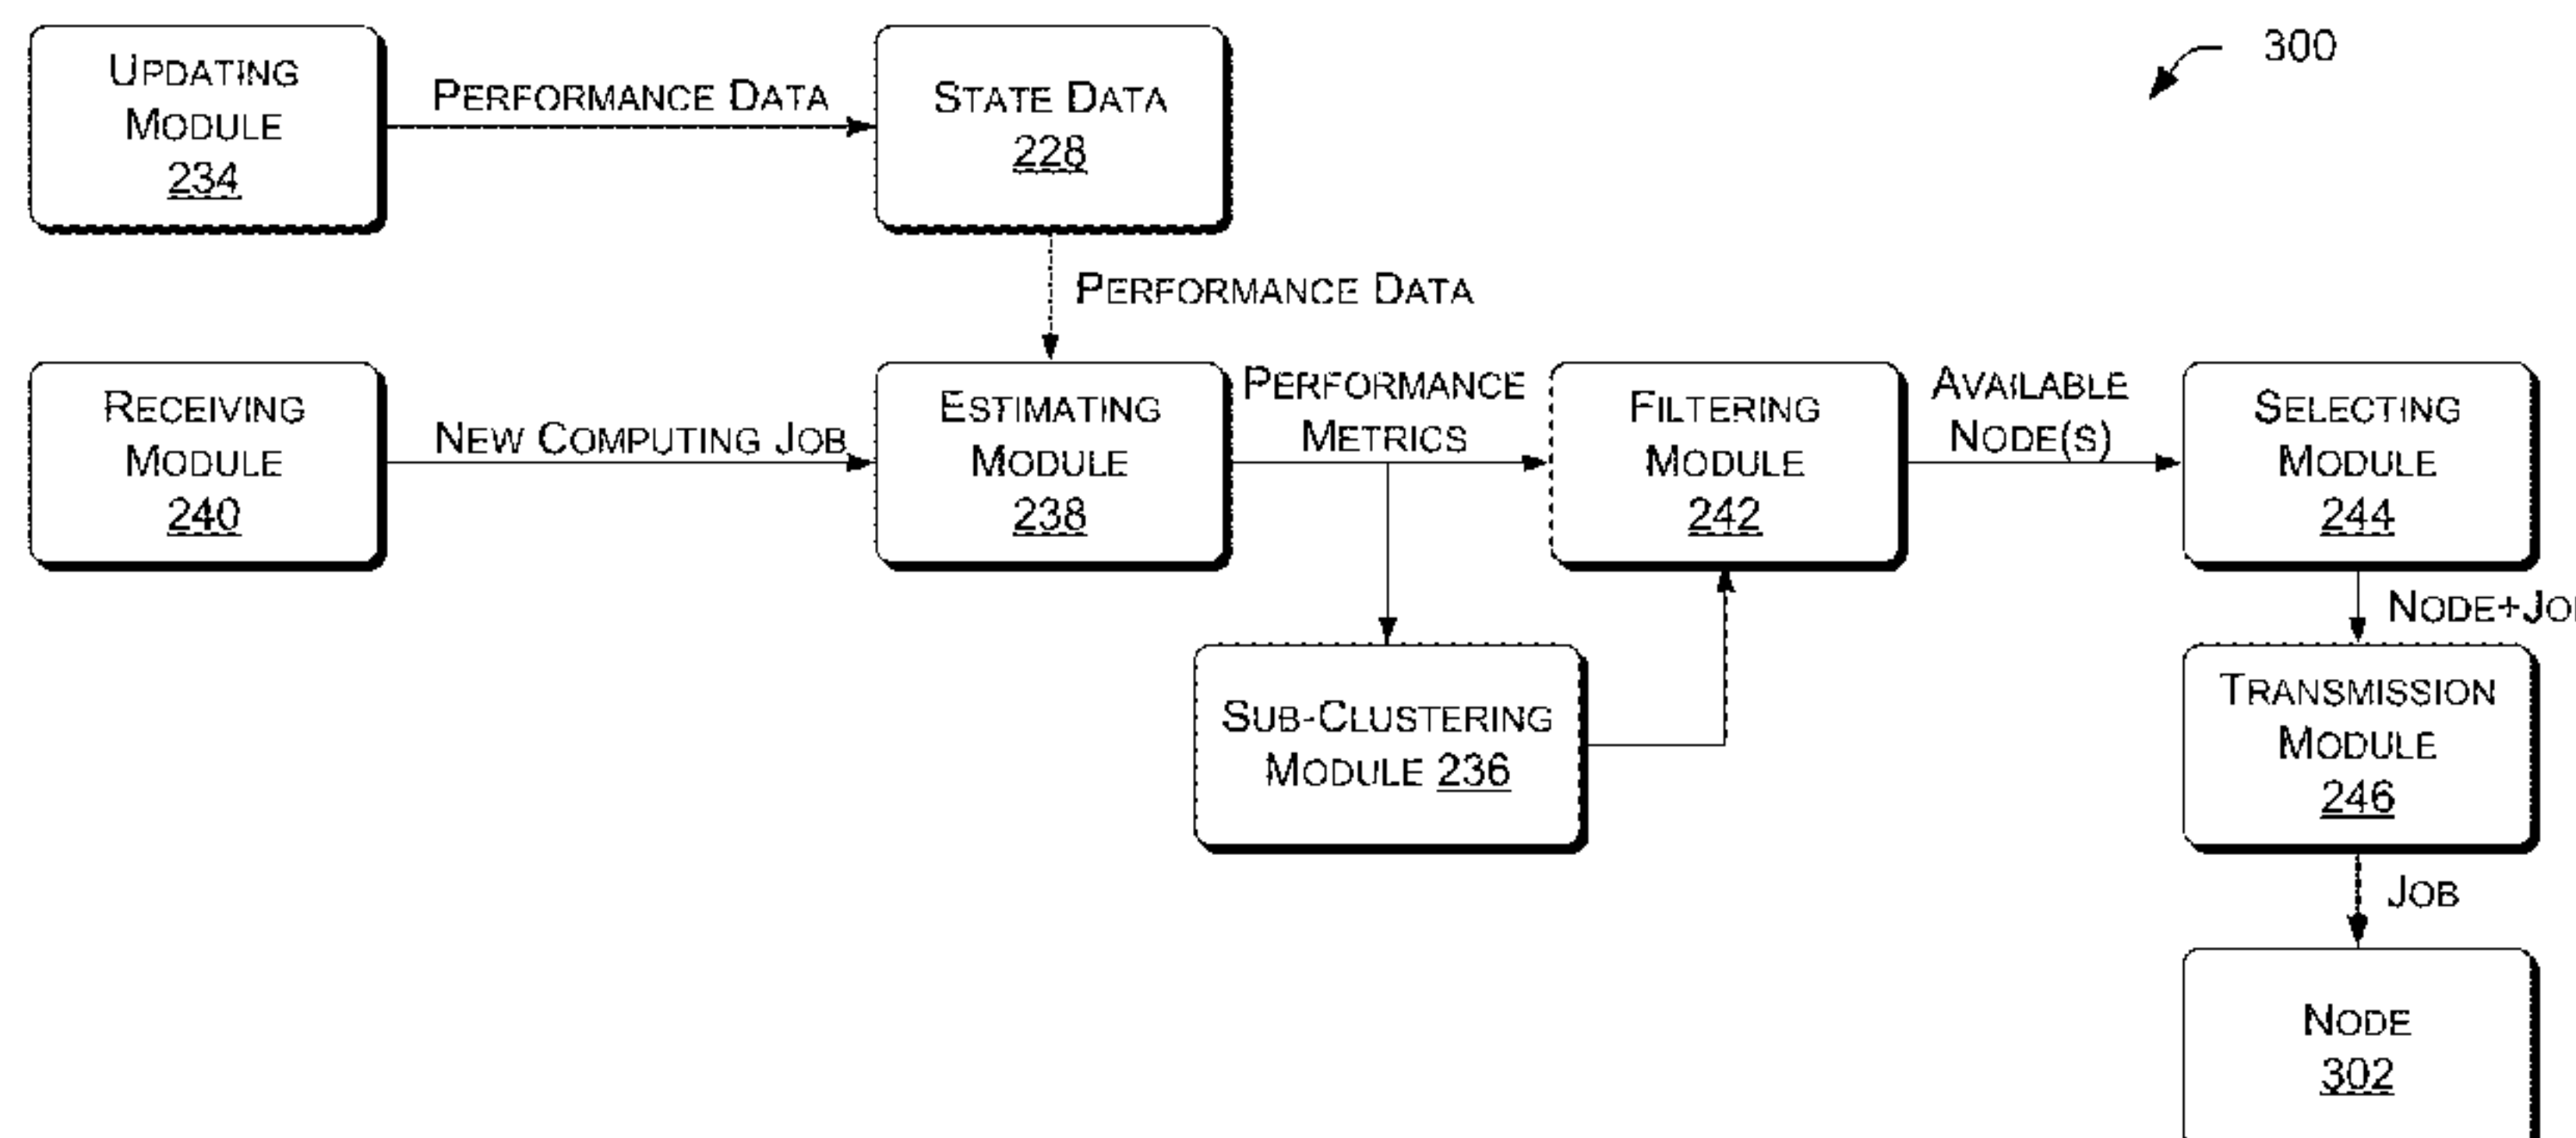 300
UPDATING
MODULE
234
PERFORMANCE DATA
STATE DATA
228
PERFORMANCE DATA
RECEIVING
MODULE
240
NEW COMPUTING JOB
ESTIMATING
MODULE
238
PERFORMANCE
METRICS
FILTERING
MODULE
242
AVAILABLE
NODE(S)
SELECTING
MODULE
244
SUB-CLUSTERING
MODULE 236
NODE+JO
TRANSMISSION
MODULE
246
JOB
NODE
302